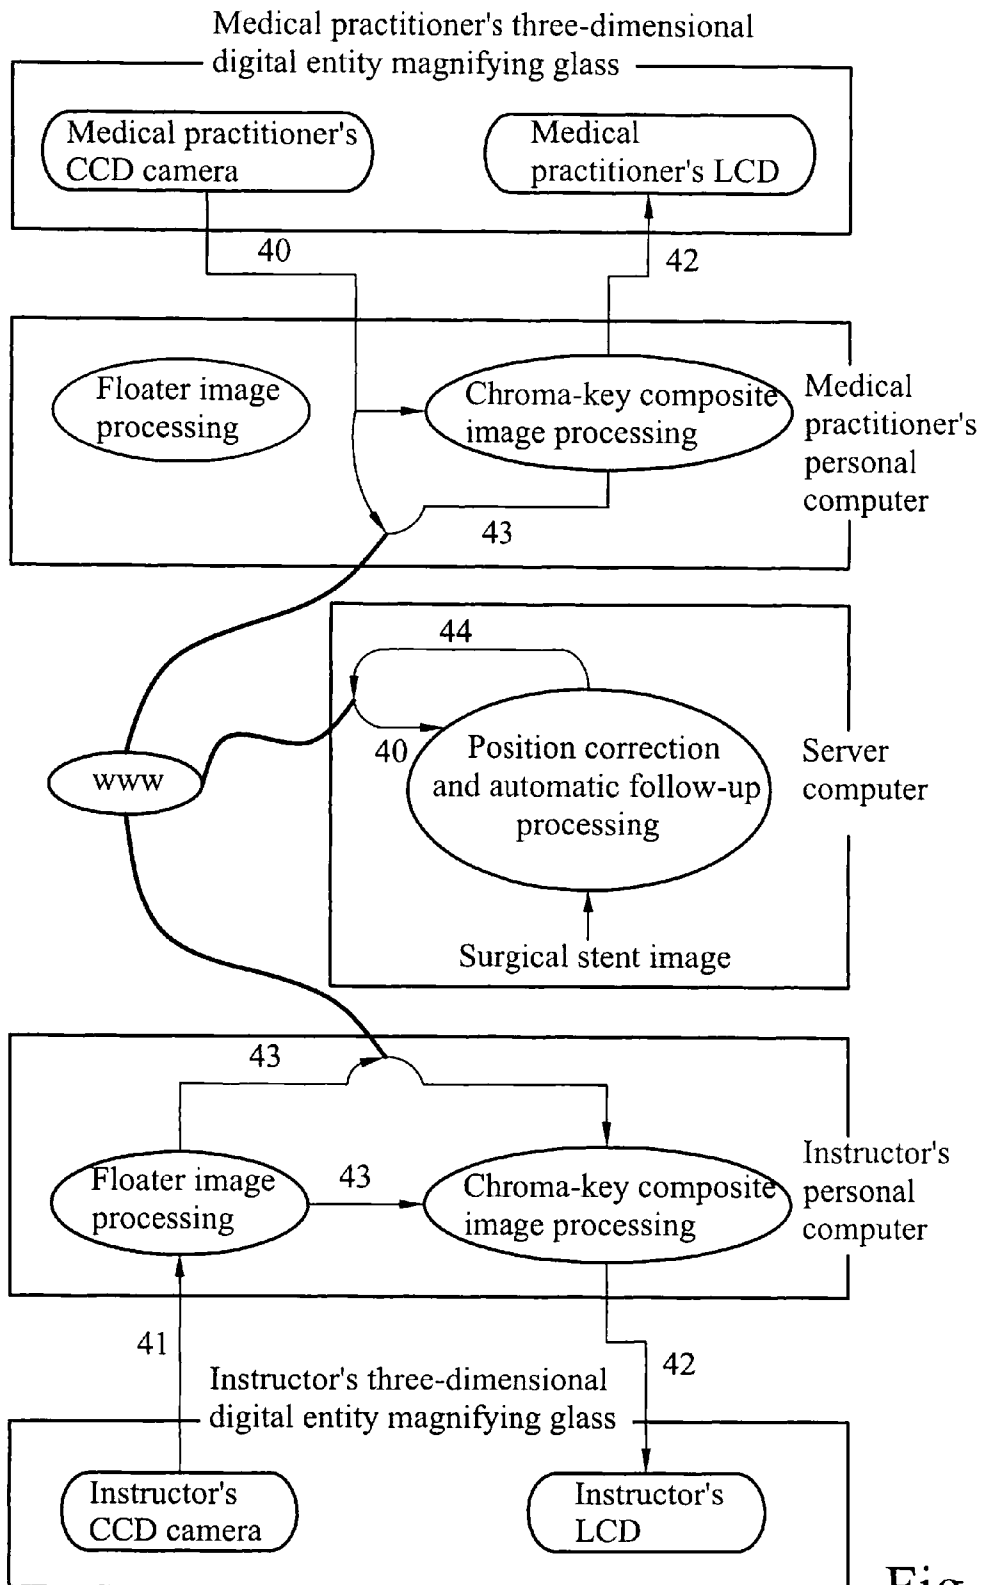 Medical practitioner's three-dimensional
digital entity magnifying glass
Medical practitioner's
CCD camera
Medical
practitioner's LCD
40
42
Floater image
processing
Chroma-key composite
image processing
Medical
practitioner's
personal
computer
43
44
40
Position correction
and automatic follow-up
processing
Server
computer
www
Surgical stent image
43
Floater image
processing
43
Chroma-key composite
image processing
Instructor's
personal
computer
41
42
Instructor's three-dimensional
digital entity magnifying glass
Instructor's
CCD camera
Instructor's
LCD